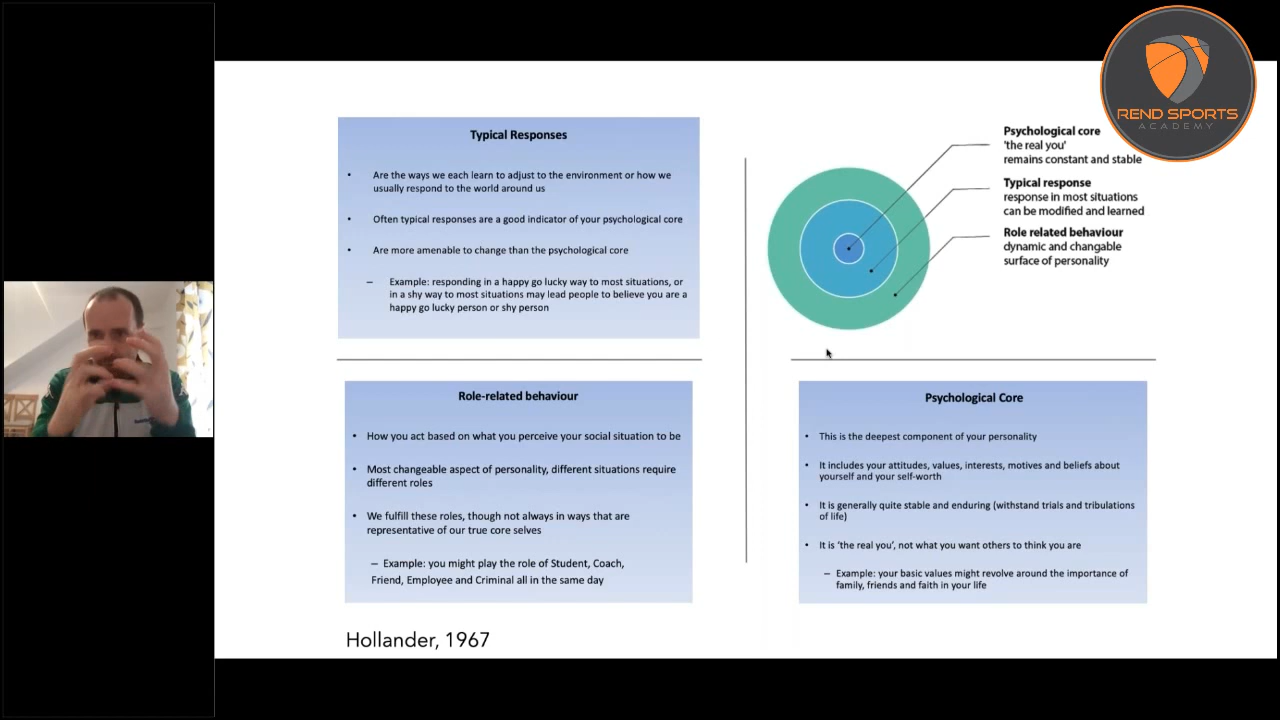 REND SPORTS
ACADEMY
Typical Responses
• Are the ways we each learn to adjust to the environment or how we
usually respond to the world around us
• Often typical responses are a good indicator of your psychological core
• Are more amenable to change than the psychological core
– Example: responding in a happy go lucky way to most situations, or
in a shy way to most situations may lead people to believe you are a
happy go lucky person or shy person
Psychological core
'the real you'
remains constant and stable
Typical response
response in most situations
can be modified and learned
Role related behaviour
dynamic and changable
surface of personality
Role-related behaviour
• How you act based on what you perceive your social situation to be
• Most changeable aspect of personality, different situations require
different roles
• We fulfill these roles, though not always in ways that are
representative of our true core selves
– Example: you might play the role of Student, Coach,
Friend, Employee and Criminal all in the same day
Psychological Core
• This is the deepest component of your personality
• It includes your attitudes, values, interests, motives and beliefs about
yourself and your self-worth
• It is generally quite stable and enduring (withstand trials and tribulations
of life)
• It is ‘the real you’, not what you want others to think you are
– Example: your basic values might revolve around the importance of
family, friends and faith in your life
Hollander, 1967